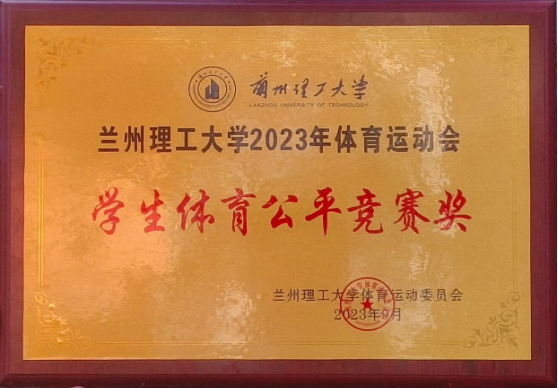 蘭州理工大学
LANZHOU UNIVERSITY OF TECHNOLOGY
兰州理工大学2023年体育运动会
学生体育公平竞赛奖
兰州理工大学体育运动委员会
2023年9月